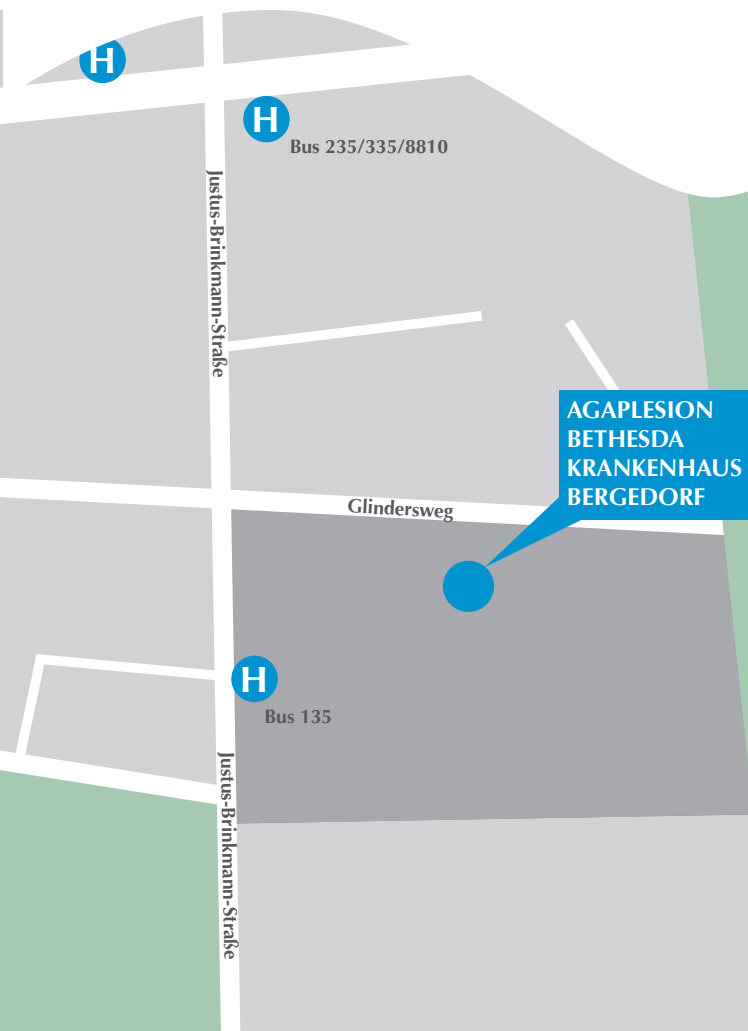 H
H
Bus 235/335/8810
Justus-Brinkmann-Straße
AGAPLESION
BETHESDA
KRANKENHAUS
BERGEDORF
Glindersweg
H
Bus 135
Justus-Brinkmann-Straße